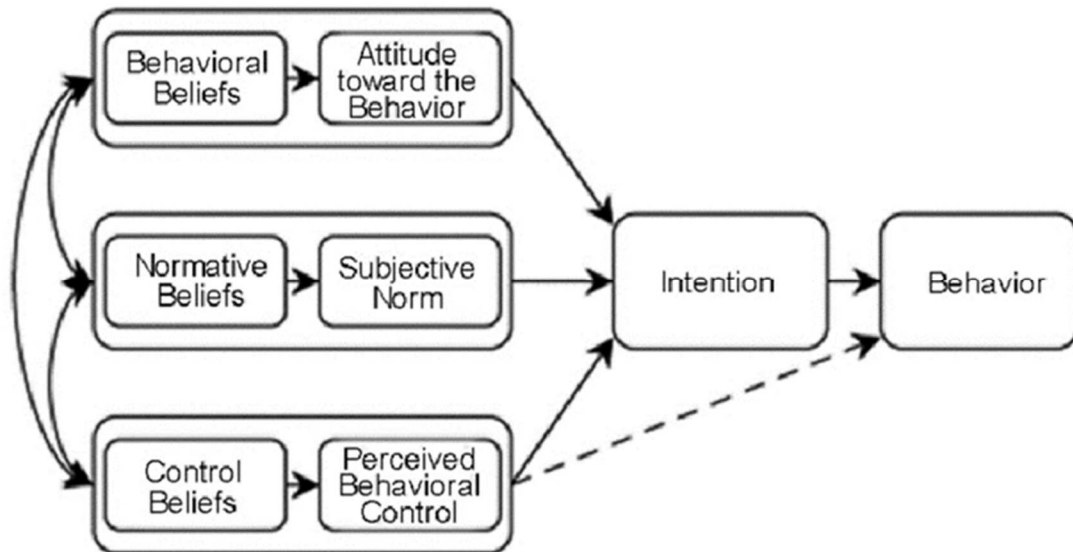 Behavioral
Beliefs
Attitude
toward the
Behavior
Normative
Beliefs
Subjective
Norm
Intention
Behavior
Control
Beliefs
Perceived
Behavioral
Control